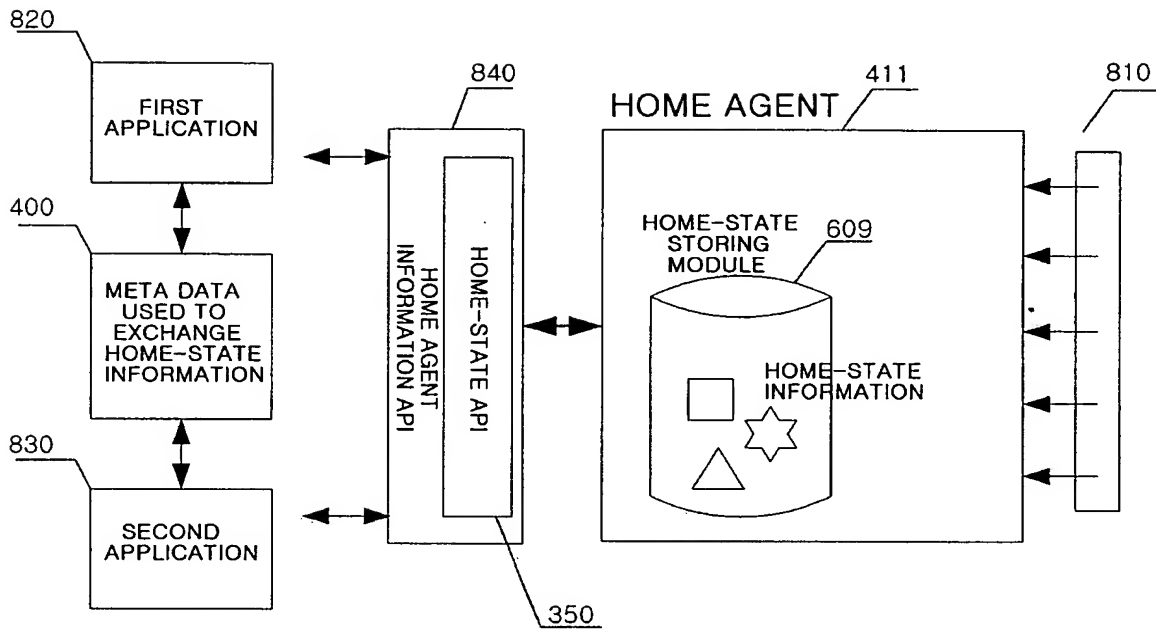 820
FIRST
APPLICATION
400
META DATA
USED TO
EXCHANGE
HOME-STATE
INFORMATION
830
SECOND
APPLICATION
840
HOME AGENT
INFORMATION API
HOME-STATE API
350
HOME AGENT
411
HOME-STATE
STORING
MODULE
609
HOME-STATE
INFORMATION
810